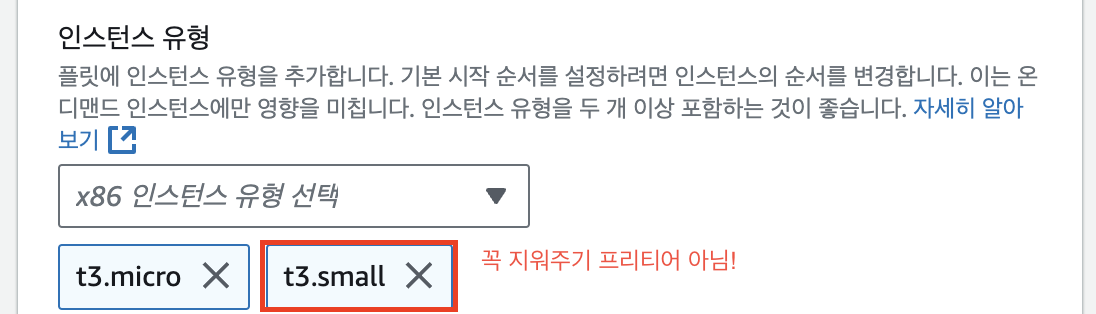 인스턴스 유형
플릿에 인스턴스 유형을 추가합니다. 기본 시작 순서를 설정하려면 인스턴스의 순서를 변경합니다. 이는 온
디맨드 인스턴스에만 영향을 미칩니다. 인스턴스 유형을 두 개 이상 포함하는 것이 좋습니다. 자세히 알아
보기
x86 인스턴스 유형 선택
t3.micro t3.small 꼭 지워주기 프리티어 아님!